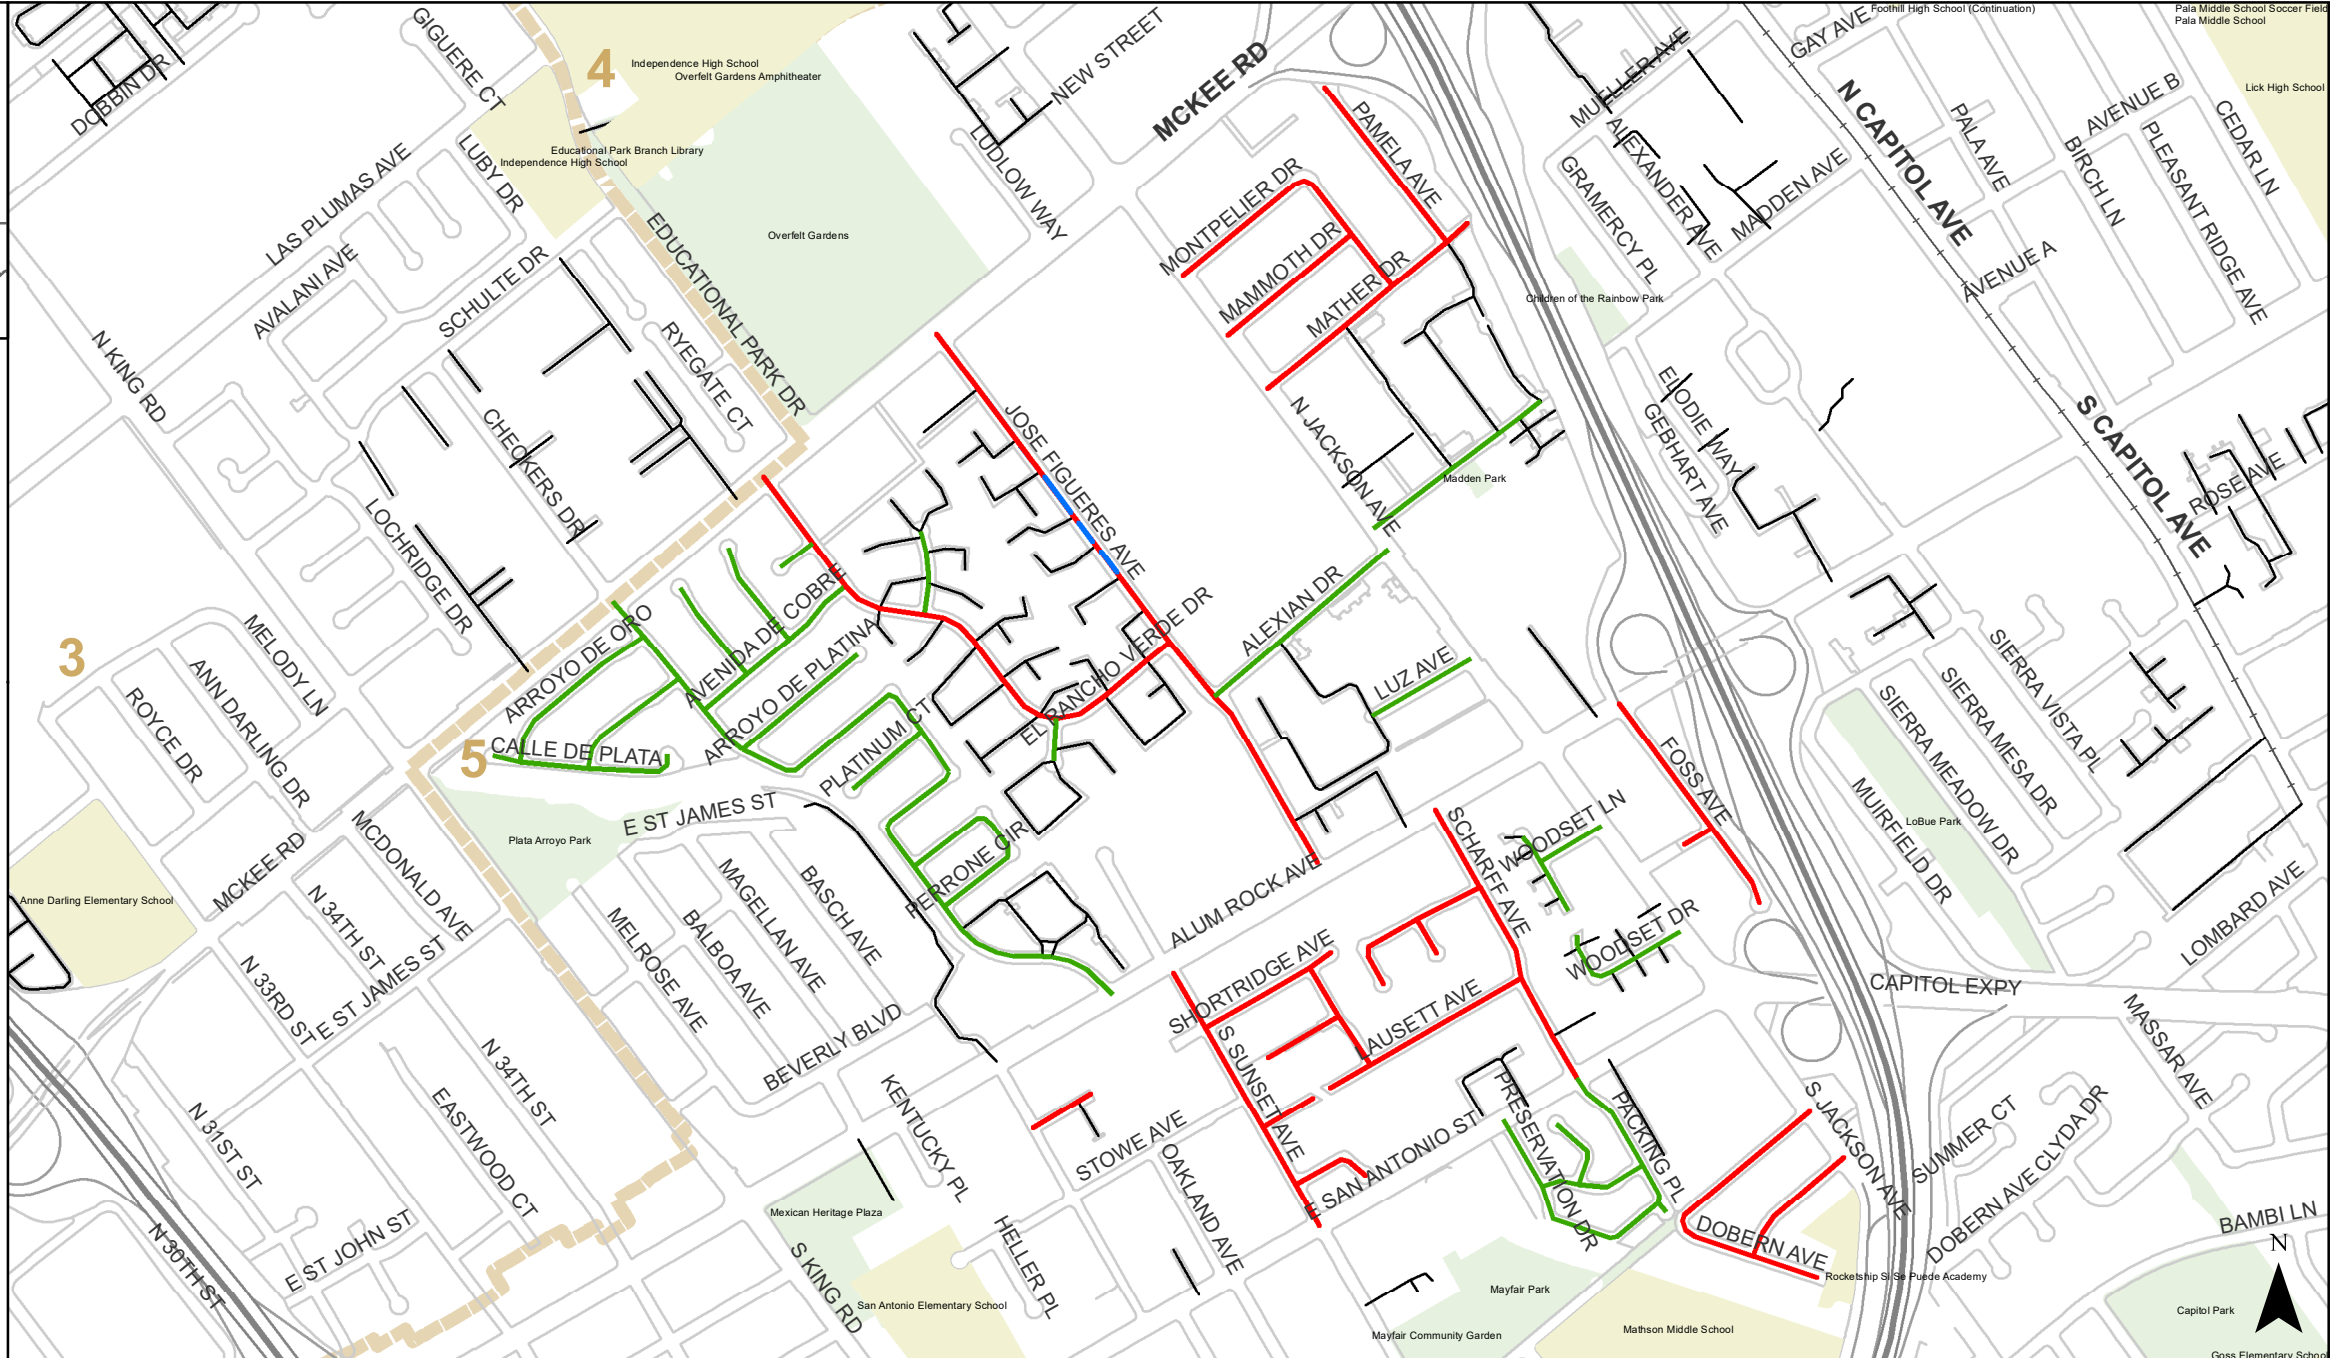 Foothill High School (Continuation)
Pala Middle School Soccer Field
Pala Middle School
GIGUERE CT
4
Independence High School
Overfelt Gardens Amphitheater
NEW STREET
MCKEE RD
GAY AVE
MUELLER AVE
Lick High School
DOBBIN DR
N CAPITOL AVE
AVENUE B
CEDAR LN
PALA AVE
PAMELA AVE
LUDLOW WAY
LUBY DR
Educational Park Branch Library
Independence High School
ALEXANDER AVE
BIRCH LN
PLEASANT RIDGE AVE
LAS PLUMAS AVE
MONTPELIER DR
GRAMERCY PL
MADDEN AVE
EDUCATIONAL PARK DR
Overfelt Gardens
AVALANI AVE
SCHULTE DR
MAMMOTH DR
MATHER DR
AVENUE A
Children of the Rainbow Park
N KING RD
RYEGATE CT
ELODIE WAY
GEBHART AVE
S CAPITOL AVE
N JACKSON AVE
JOSE FIGUERES AVE
CHECKERS DR
Madden Park
ROSE AVE
LOCHRIDGE DR
AVENIDA DE COBRE
ALEXIAN DR
EL RANCHO VERDE DR
ARROYO DE ORO
ARROYO DE PLATINA
MELODY LN
3
ANN DARLING DR
ROYCE DR
LUZ AVE
SIERRA VISTA PL
SIERRA MESA DR
SIERRA MEADOW DR
PLATINUM CT
5
CALLE DE PLATA
FOSS AVE
MUIRFIELD DR
LoBue Park
WOODSET LN
SCHARFF AVE
E ST JAMES ST
Plata Arroyo Park
MCDONALD AVE
MCKEE RD
PERRONE CIR
BASCH AVE
MAGELLAN AVE
BALBOA AVE
MELROSE AVE
Anne Darling Elementary School
N 34TH ST
ALUM ROCK AVE
LOMBARD AVE
WOODSET DR
SHORTRIDGE AVE
N 33RD ST
E ST JAMES ST
CAPITOL EXPY
LAUSETT AVE
MASSAR AVE
BEVERLY BLVD
N 34TH ST
S SUNSET AVE
KENTUCKY PL
PRESERVATION DR
PACKING PL
S JACKSON AVE
SUMMER CT
CLYDA DR
DOBERN AVE
N 31ST ST
EASTWOOD CT
STOWE AVE
OAKLAND AVE
E SAN ANTONIO ST
Mexican Heritage Plaza
E ST JOHN ST
N 30TH ST
HELLER PL
S KING RD
DOBERN AVE
BAMBI LN
N
Rocketship Si Se Puede Academy
Mayfair Park
San Antonio Elementary School
Capitol Park
Mathson Middle School
Mayfair Community Garden
Goss Elementary School